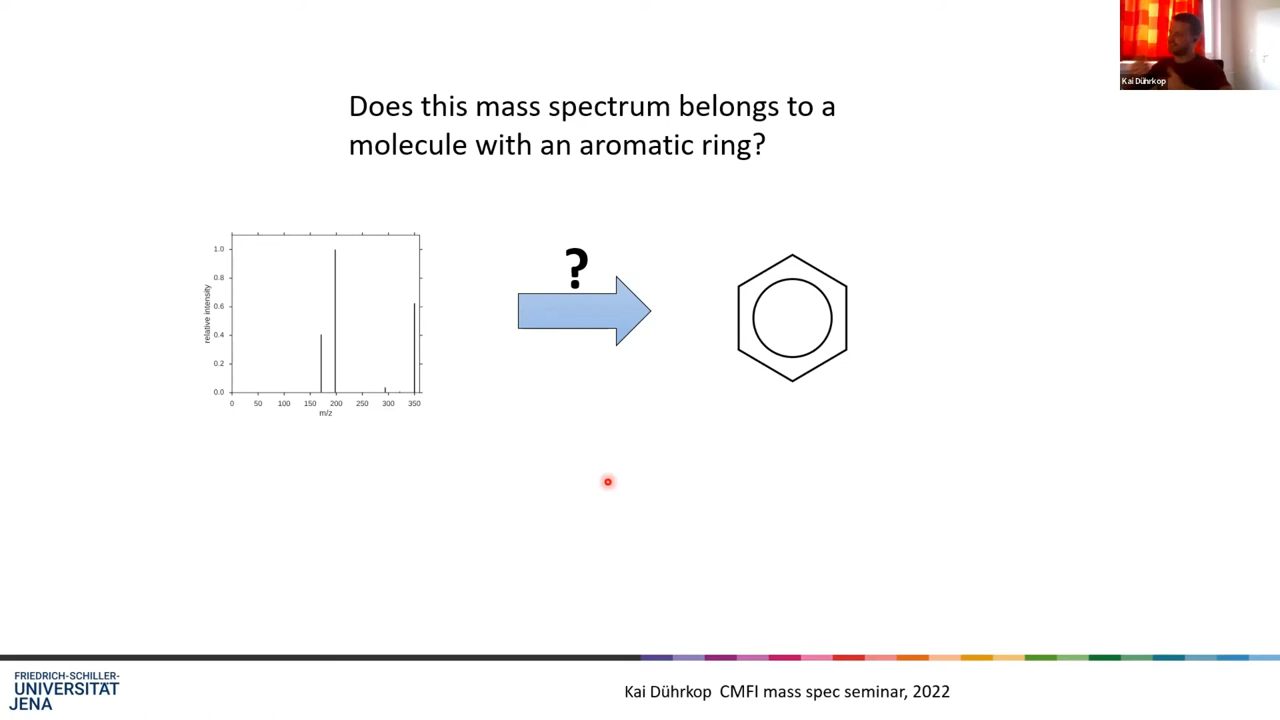 Kai Dührkop
Does this mass spectrum belongs to a
molecule with an aromatic ring?
?
1.0
0.8
0.6
0.4
0.2
0.0
relative intensity
0 50 100 150 200 250 300 350
m/z
FRIEDRICH-SCHILLER-
UNIVERSITÄT
JENA
Kai Dührkop CMFI mass spec seminar, 2022